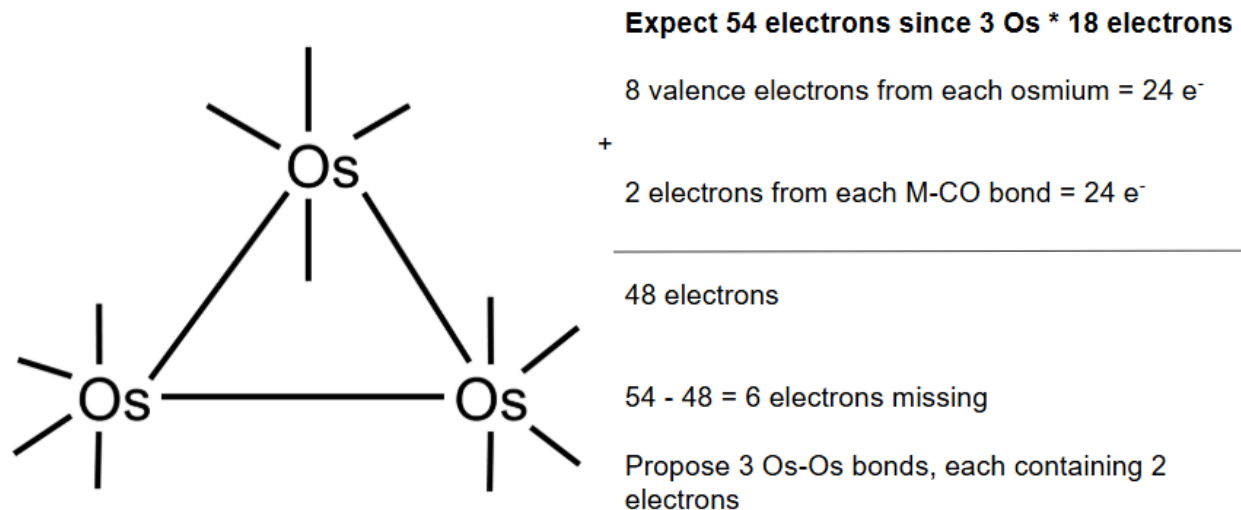 Expect 54 electrons since 3 Os * 18 electrons
8 valence electrons from each osmium = 24 e⁻
+
2 electrons from each M-CO bond = 24 e⁻
Os
48 electrons
Os
Os
54 - 48 = 6 electrons missing
Propose 3 Os-Os bonds, each containing 2
electrons